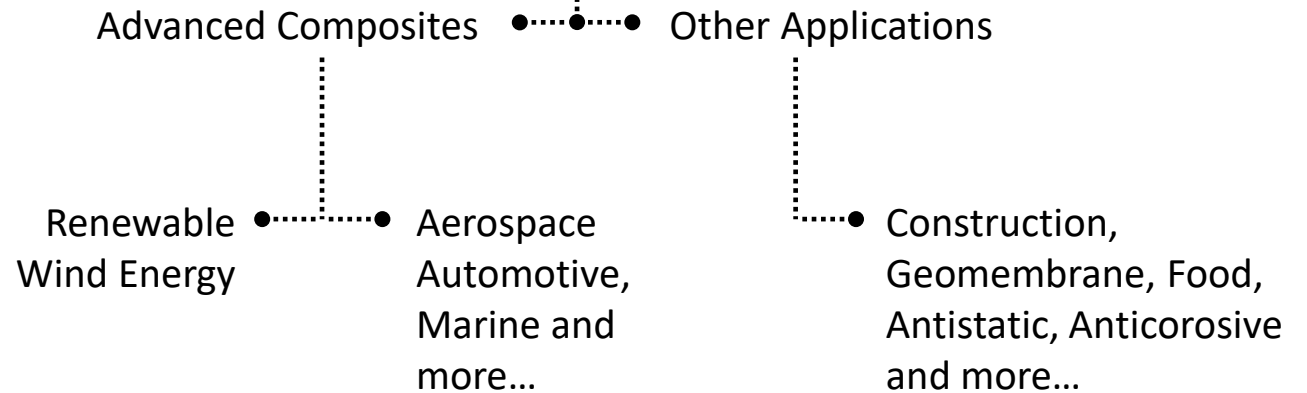 Advanced Composites
Other Applications
Renewable
Wind Energy
Aerospace
Automotive,
Marine and
more…
Construction,
Geomembrane, Food,
Antistatic, Anticorosive
and more…